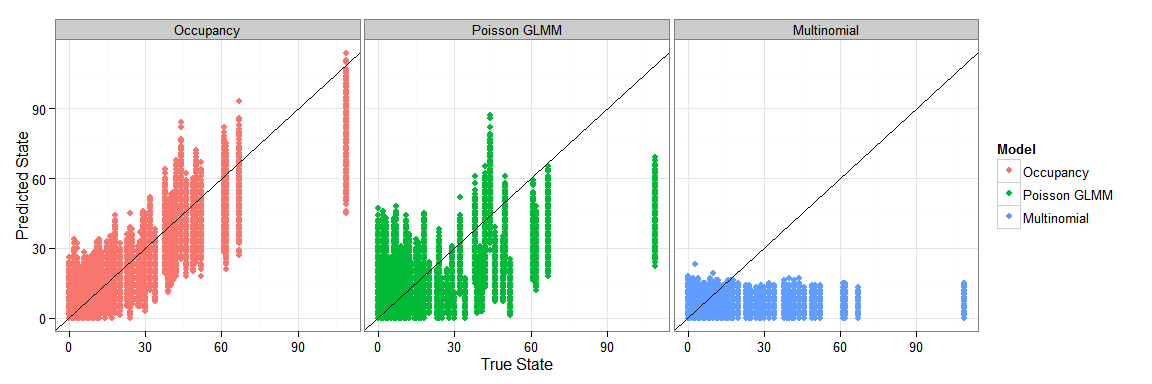 Occupancy
Poisson GLMM
Multinomial
Predicted State
90
60
30
0
0 30 60 90
0 30 60 90
0 30 60 90
True State
Model
Occupancy
Poisson GLMM
Multinomial